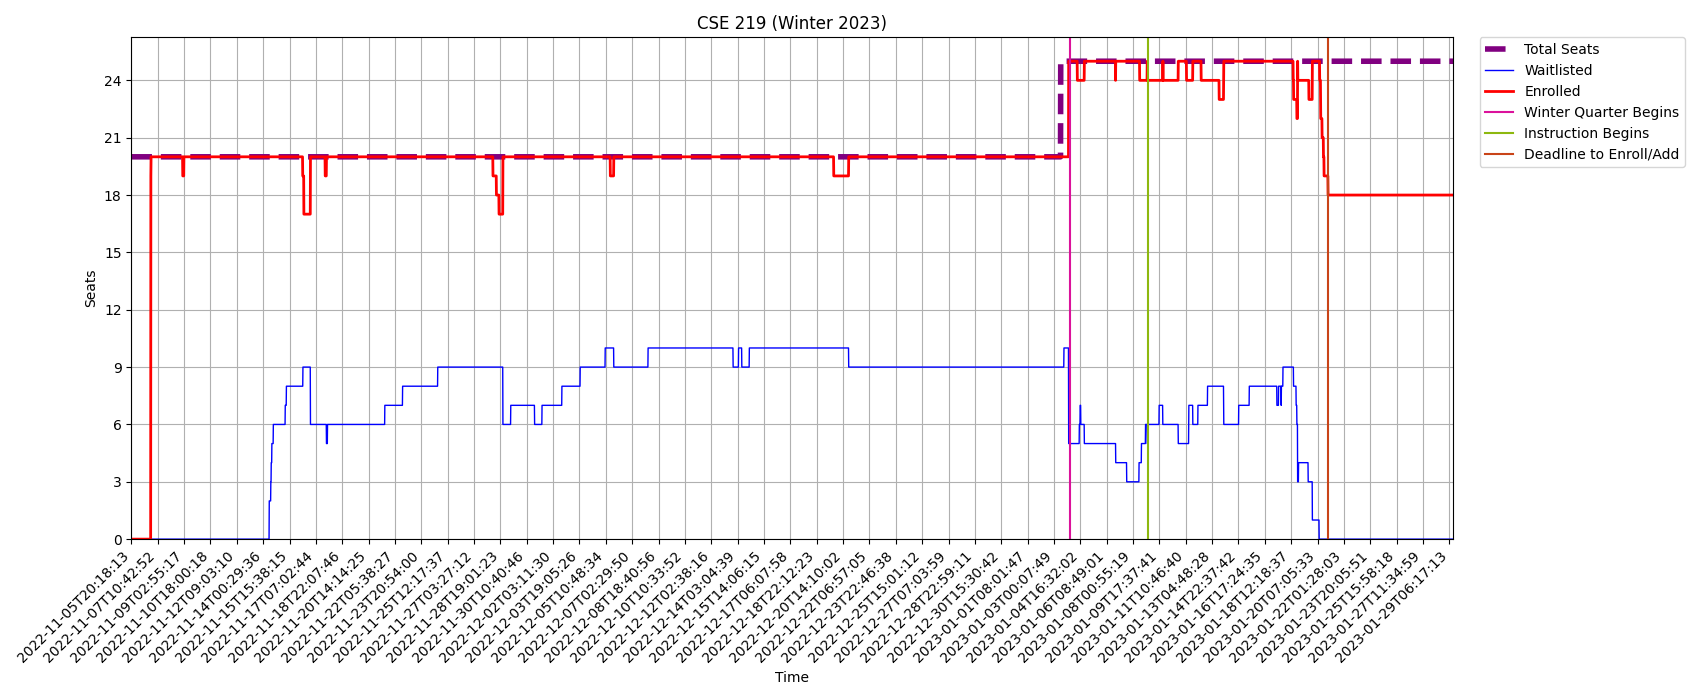 CSE 219 (Winter 2023)
Total Seats
Waitlisted
Enrolled
Winter Quarter Begins
Instruction Begins
Deadline to Enroll/Add
Seats
24
21
18
15
12
9
6
3
0
2022-11-05T20:18:13
2022-11-07T10:42:52
2022-11-09T02:55:17
2022-11-10T18:00:18
2022-11-12T09:03:10
2022-11-14T00:29:36
2022-11-15T15:38:15
2022-11-17T07:02:44
2022-11-18T22:07:46
2022-11-20T14:14:25
2022-11-22T05:38:27
2022-11-23T20:54:00
2022-11-25T12:17:37
2022-11-27T03:27:12
2022-11-28T19:01:23
2022-11-30T10:40:46
2022-12-02T03:11:30
2022-12-03T19:05:26
2022-12-05T10:48:34
2022-12-07T02:29:50
2022-12-08T18:40:56
2022-12-10T10:33:52
2022-12-12T02:38:16
2022-12-14T03:04:39
2022-12-15T14:06:15
2022-12-17T06:07:58
2022-12-18T22:12:23
2022-12-20T14:10:02
2022-12-22T06:57:05
2022-12-23T22:46:38
2022-12-25T15:01:12
2022-12-27T07:03:59
2022-12-28T22:59:11
2022-12-30T15:30:42
2023-01-01T08:01:47
2023-01-03T00:07:49
2023-01-04T16:32:02
2023-01-06T08:49:01
2023-01-08T00:55:19
2023-01-09T17:37:41
2023-01-11T10:46:40
2023-01-13T04:48:28
2023-01-14T22:37:42
2023-01-16T17:24:35
2023-01-18T12:18:37
2023-01-20T07:05:33
2023-01-22T01:28:03
2023-01-23T20:05:51
2023-01-25T15:58:18
2023-01-27T11:34:59
2023-01-29T06:17:13
Time